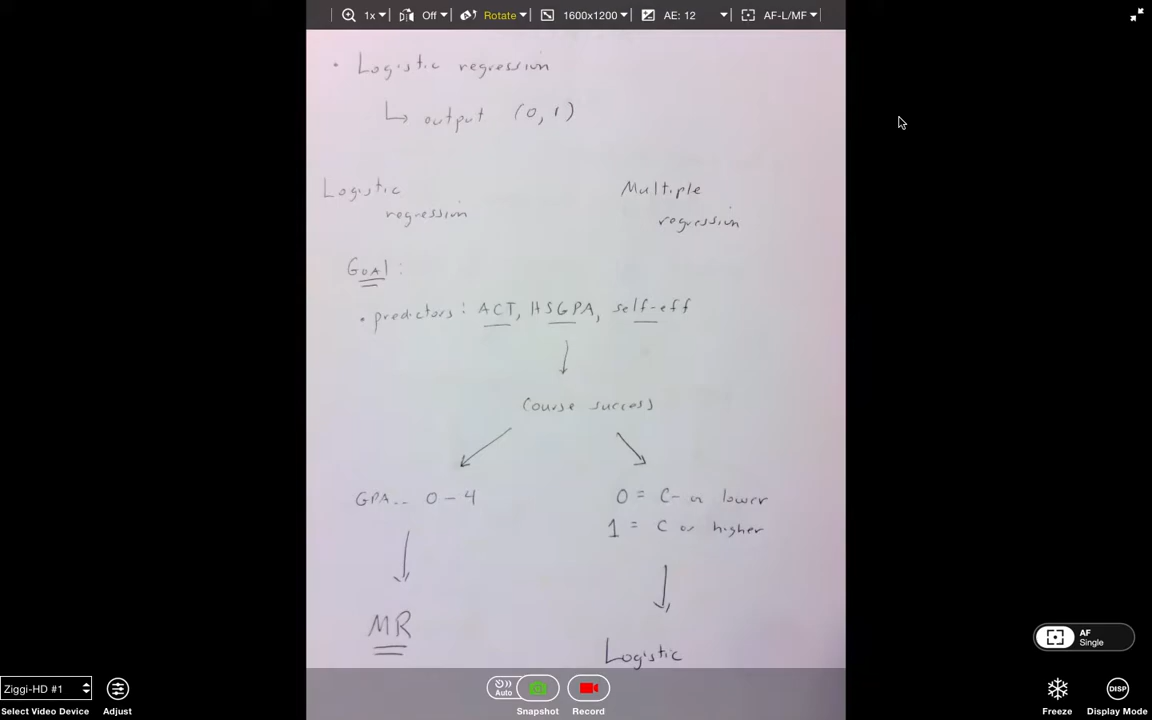 1x
Off
Rotate
1600x1200
AE: 12
AF-L/MF
• Logistic regression
↳ output (0, 1)
Logistic
regression
Multiple
regression
GOAL:
• predictors: ACT, HSGPA, self-eff
Course success
GPA.. 0 - 4
0 = C- or lower
1 = C or higher
MR
Logistic
AF
Single
Ziggi-HD #1
Auto
Select Video Device
Adjust
Snapshot
Record
Freeze
DISP
Display Mode